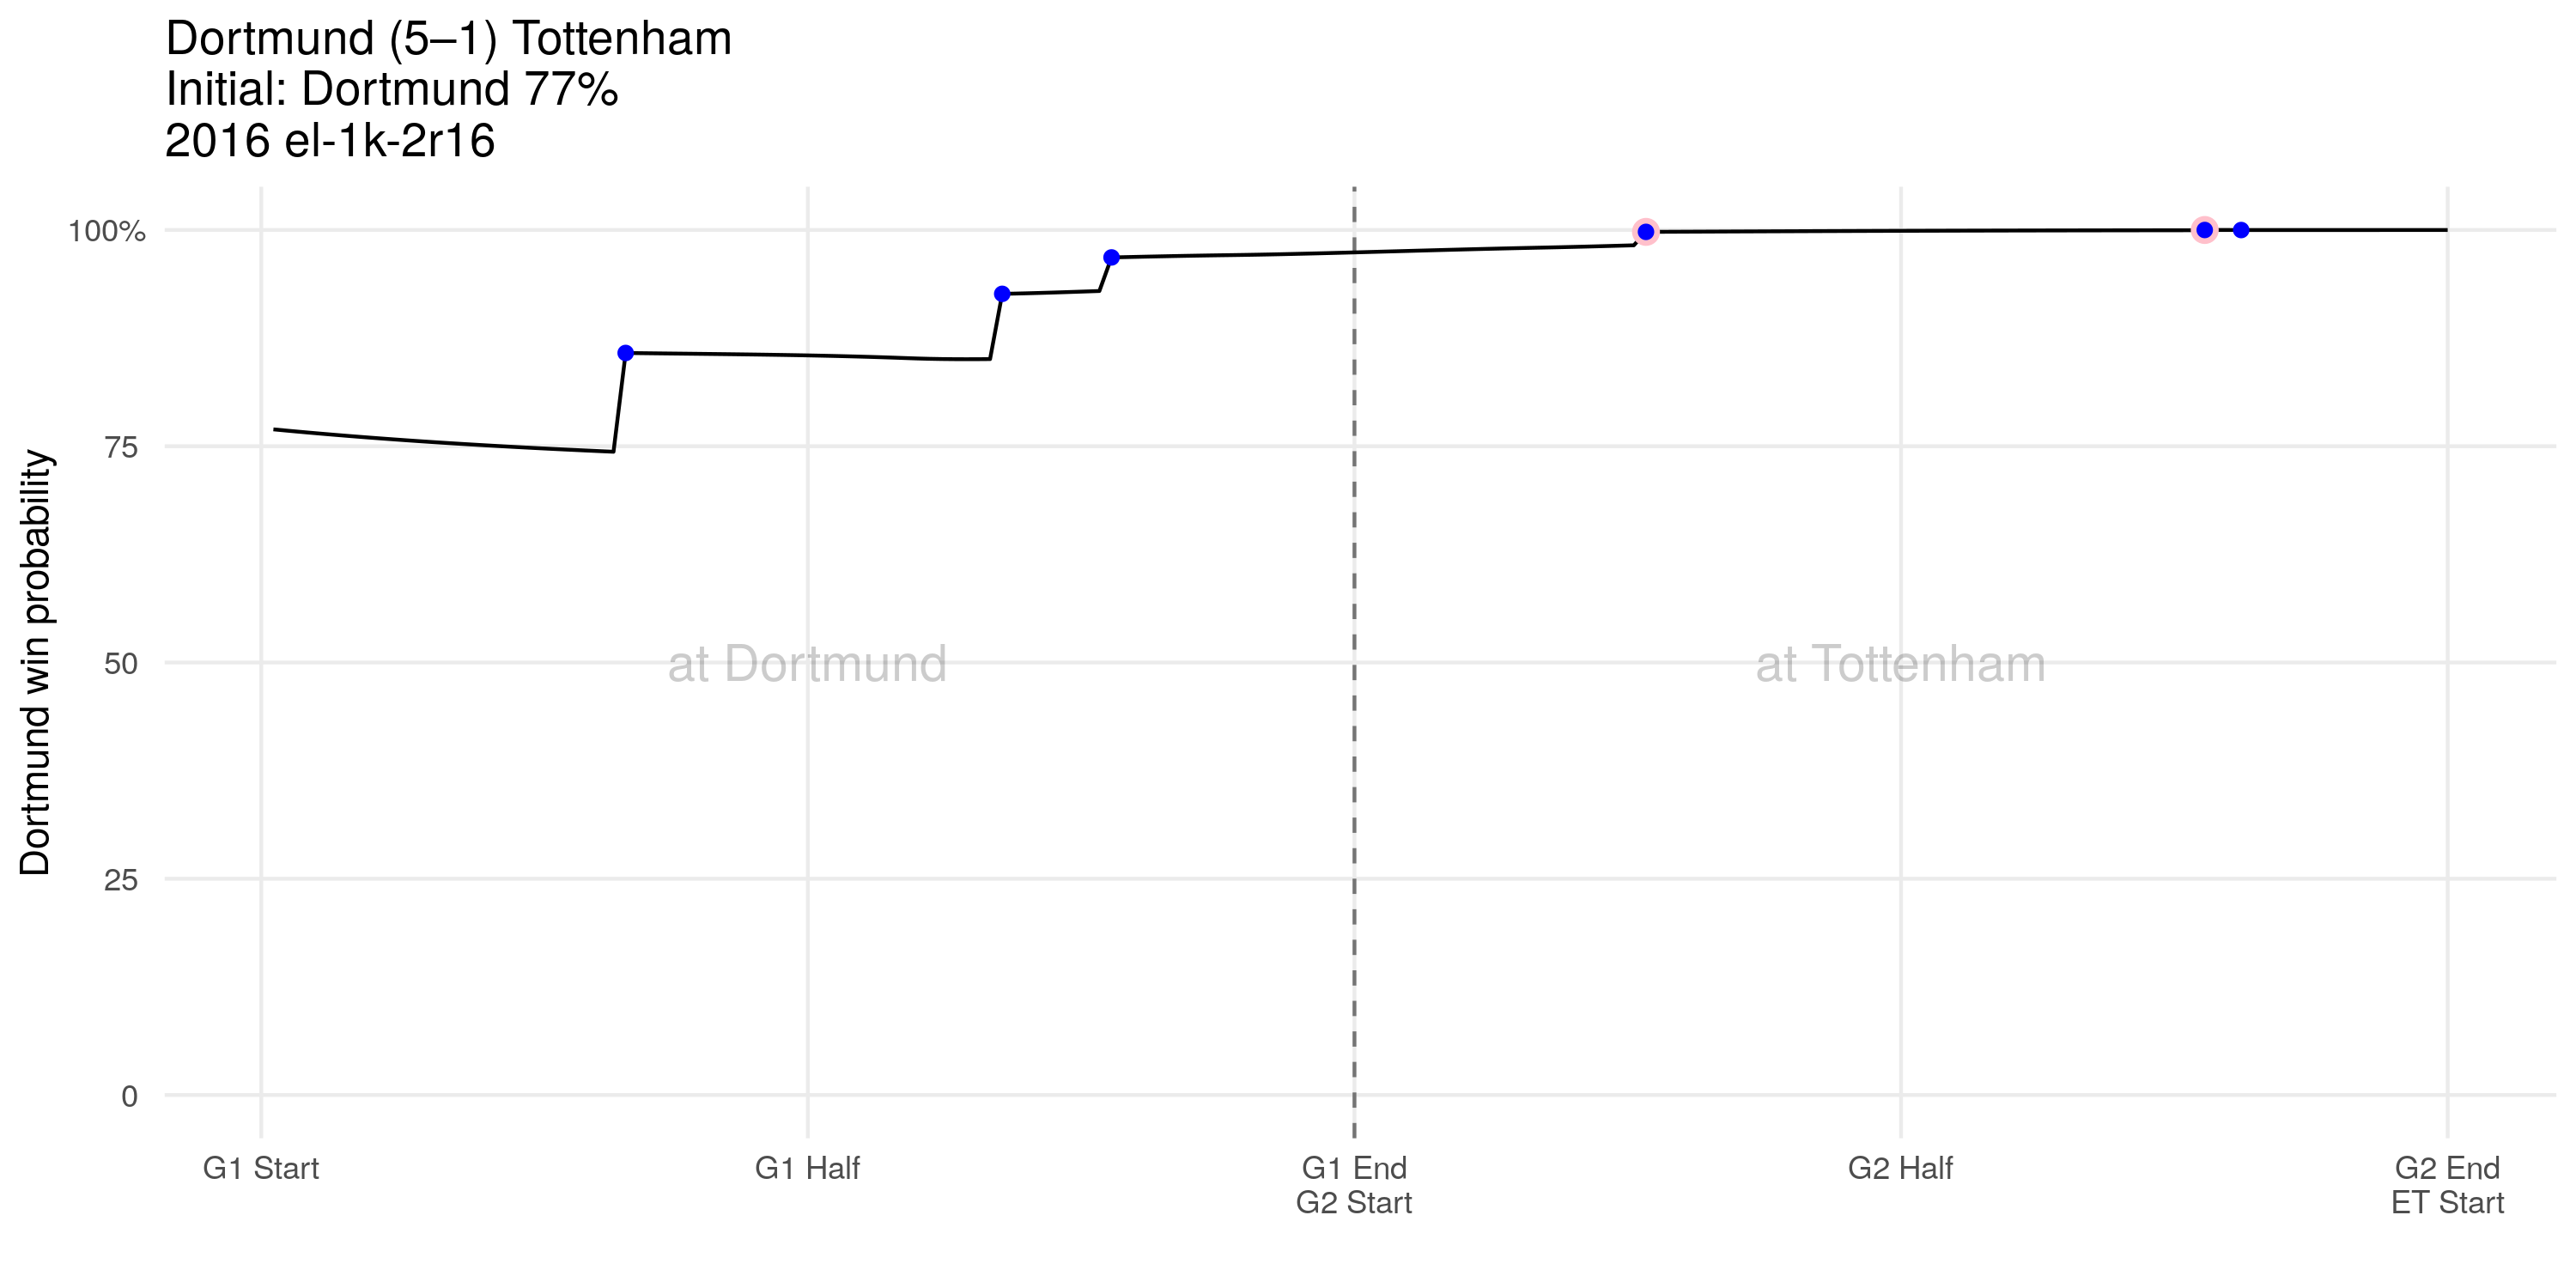 Dortmund (5–1) Tottenham
Initial: Dortmund 77%
2016 el-1k-2r16
Dortmund win probability
100%
75
50
25
0
at Dortmund
at Tottenham
G1 Start
G1 Half
G1 End
G2 Start
G2 Half
G2 End
ET Start